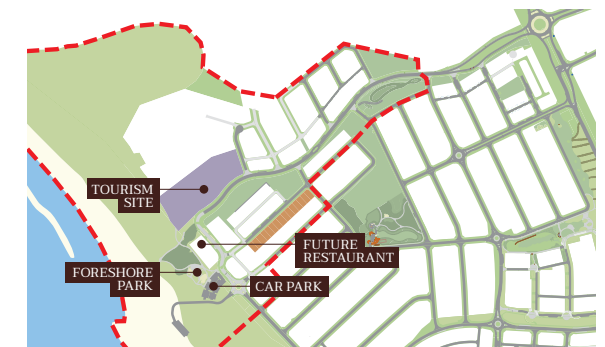 TOURISM
SITE
FUTURE
RESTAURANT
FORESHORE
PARK
CAR PARK